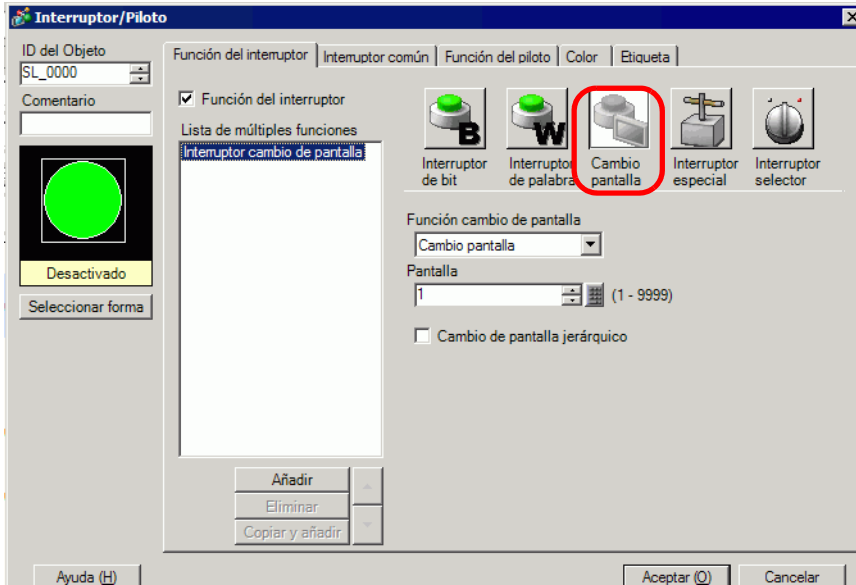 Interruptor/Piloto
ID del Objeto
SL_0000
Comentario
Desactivado
Seleccionar forma
Función del interruptor
Interruptor común
Función del piloto
Color
Etiqueta
Función del interruptor
Lista de múltiples funciones
Interruptor cambio de pantalla
Añadir
Eliminar
Copiar y añadir
B
Interruptor
de bit
W
Interruptor
de palabra
Cambio
pantalla
Interruptor
especial
Interruptor
selector
Función cambio de pantalla
Cambio pantalla
Pantalla
1
(1 - 9999)
Cambio de pantalla jerárquico
Ayuda (H)
Aceptar (O)
Cancelar